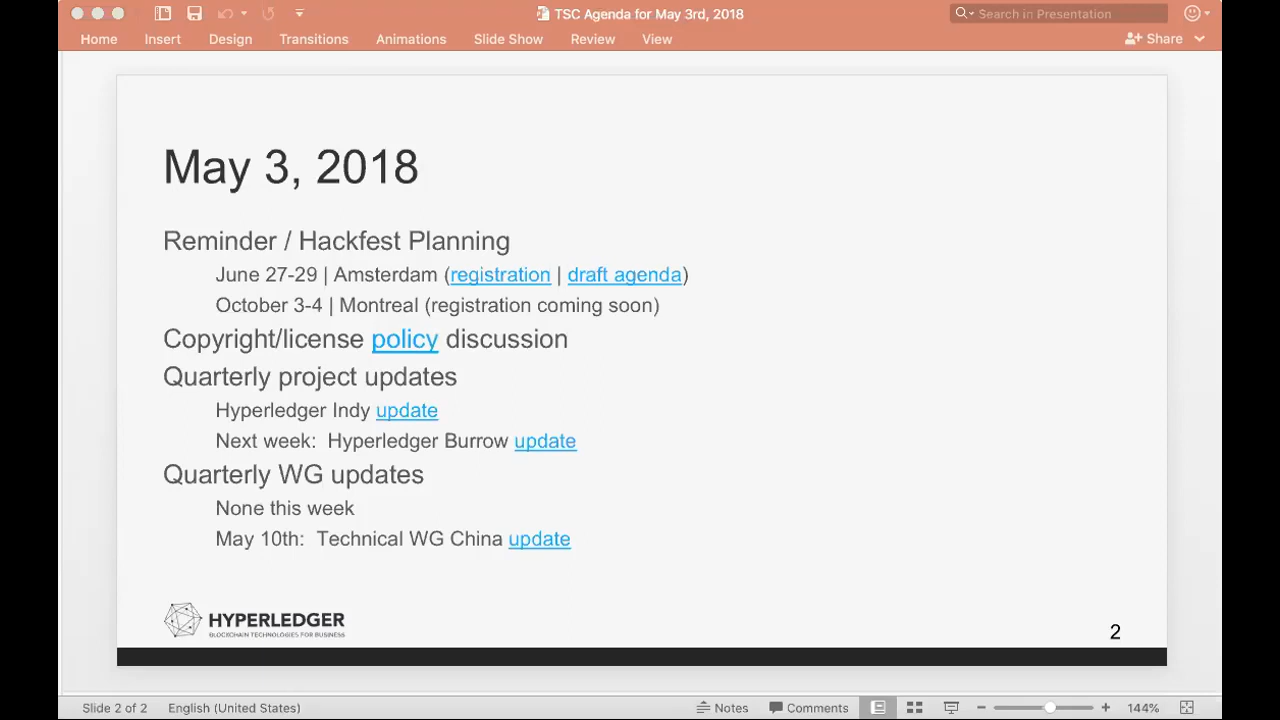 TSC Agenda for May 3rd, 2018
Search in Presentation
Home Insert Design Transitions Animations Slide Show Review View Share
May 3, 2018
Reminder / Hackfest Planning
June 27-29 | Amsterdam (registration | draft agenda)
October 3-4 | Montreal (registration coming soon)
Copyright/license policy discussion
Quarterly project updates
Hyperledger Indy update
Next week:  Hyperledger Burrow update
Quarterly WG updates
None this week
May 10th:  Technical WG China update
HYPERLEDGER
BLOCKCHAIN TECHNOLOGIES FOR BUSINESS
2
Slide 2 of 2 English (United States) Notes Comments 144%